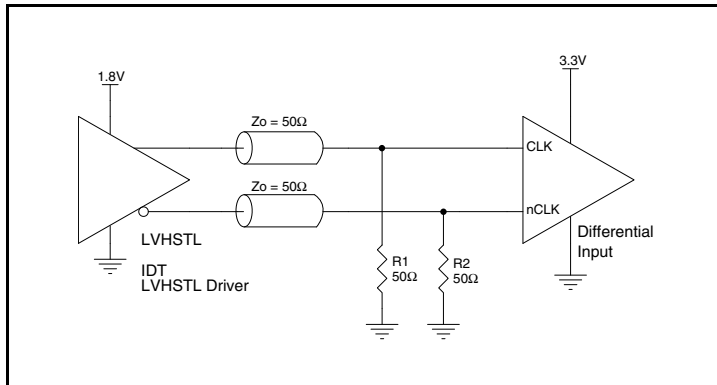 1.8V
3.3V
Zo = 50Ω
CLK
Zo = 50Ω
nCLK
LVHSTL
IDT
LVHSTL Driver
R1
50Ω
R2
50Ω
Differential
Input